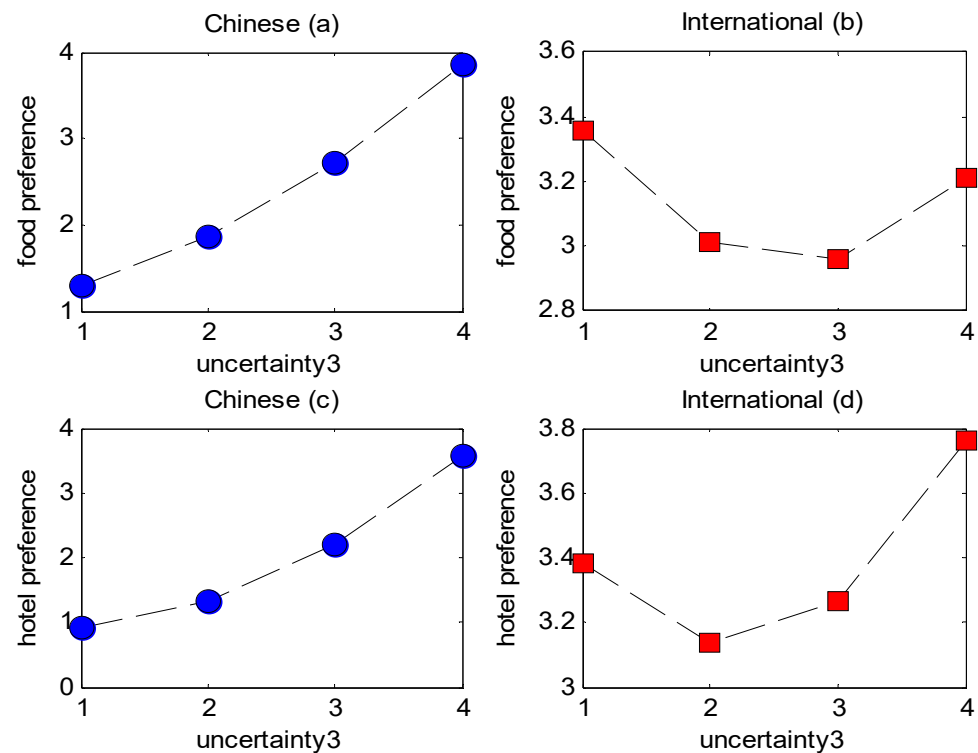 Chinese (a)
4
3
2
1
food preference
1 2 3 4
uncertainty3
International (b)
3.6
3.4
3.2
3
2.8
food preference
1 2 3 4
uncertainty3
Chinese (c)
4
3
2
1
0
hotel preference
1 2 3 4
uncertainty3
International (d)
3.8
3.6
3.4
3.2
3
hotel preference
1 2 3 4
uncertainty3